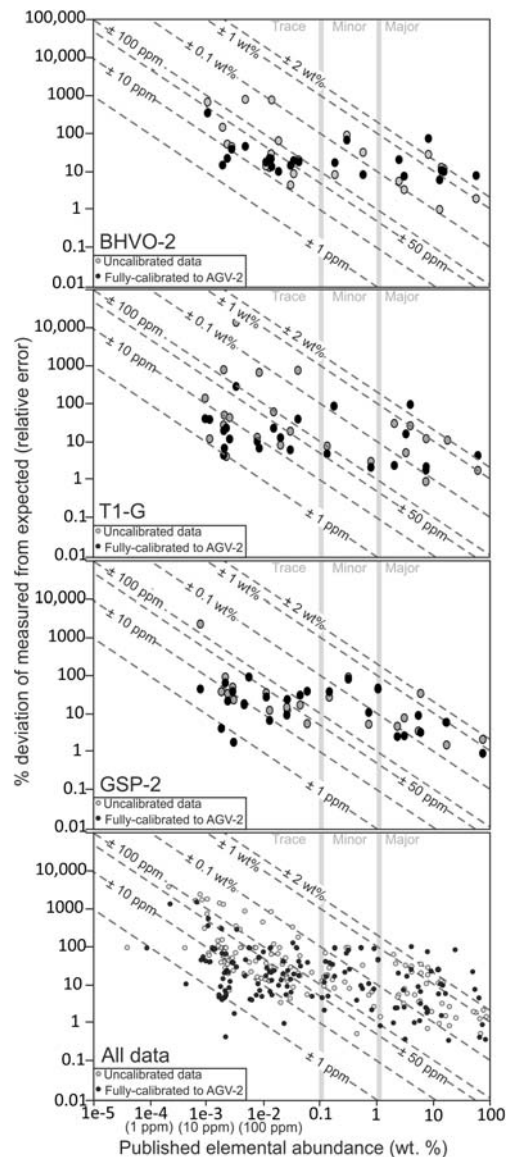 % deviation of measured from expected (relative error)
100,000
10,000
1000
100
10
1
0.1
0.01
Trace Minor Major
± 100 ppm
± 10 ppm
± 0.1 wt%
± 1 wt%
± 2 wt%
± 50 ppm
± 1 ppm
BHVO-2
Uncalibrated data
Fully-calibrated to AGV-2
10,000
1000
100
10
1
0.1
0.01
Trace Minor Major
± 100 ppm
± 10 ppm
± 0.1 wt%
± 1 wt%
± 2 wt%
± 50 ppm
± 1 ppm
T1-G
Uncalibrated data
Fully-calibrated to AGV-2
10,000
1000
100
10
1
0.1
0.01
Trace Minor Major
± 100 ppm
± 10 ppm
± 0.1 wt%
± 1 wt%
± 2 wt%
± 50 ppm
± 1 ppm
GSP-2
Uncalibrated data
Fully-calibrated to AGV-2
10,000
1000
100
10
1
0.1
0.01
Trace Minor Major
± 100 ppm
± 10 ppm
± 0.1 wt%
± 1 wt%
± 2 wt%
± 50 ppm
± 1 ppm
All data
Uncalibrated data
Fully-calibrated to AGV-2
1e-5 1e-4 1e-3 1e-2 0.1 1 10 100
(1 ppm) (10 ppm) (100 ppm)
Published elemental abundance (wt. %)